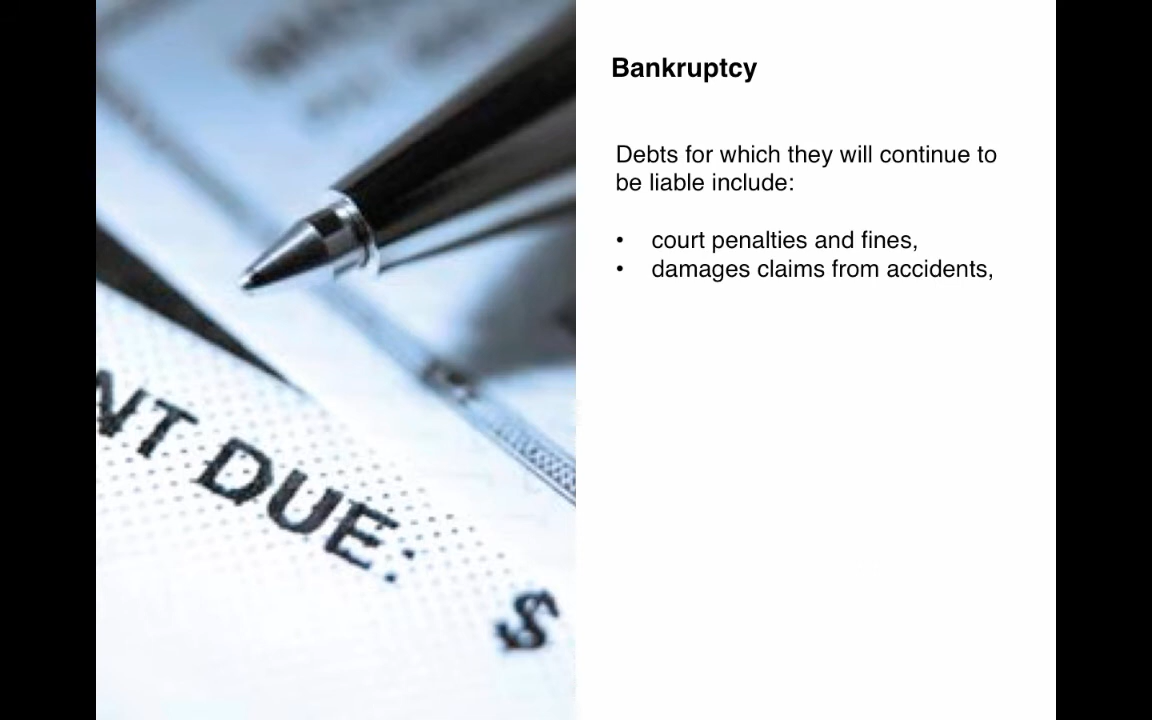 Bankruptcy
Debts for which they will continue to
be liable include:
• court penalties and fines,
• damages claims from accidents,
NT DUE:
$